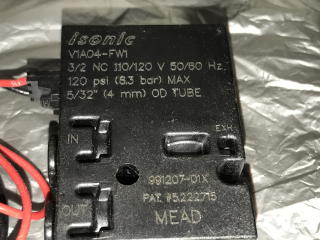 isonic
V1A04-FW1
3/2 NC 110/120 V 50/60 Hz
120 psi (8.3 bar) MAX
5/32" (4 mm) OD TUBE
EXH.
IN
991207-01X
PAT. #5,222,715
OUT
MEAD